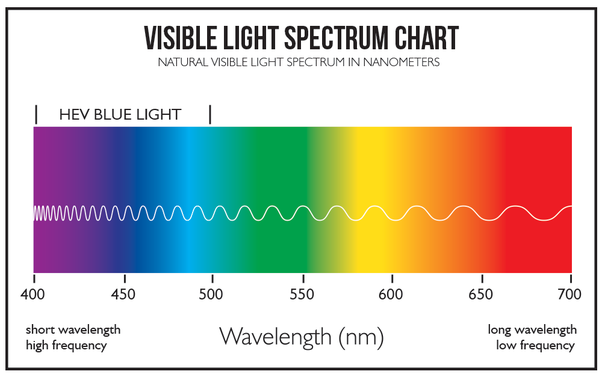 VISIBLE LIGHT SPECTRUM CHART
NATURAL VISIBLE LIGHT SPECTRUM IN NANOMETERS
HEV BLUE LIGHT
400 450 500 550 600 650 700
short wavelength
high frequency
Wavelength (nm)
long wavelength
low frequency